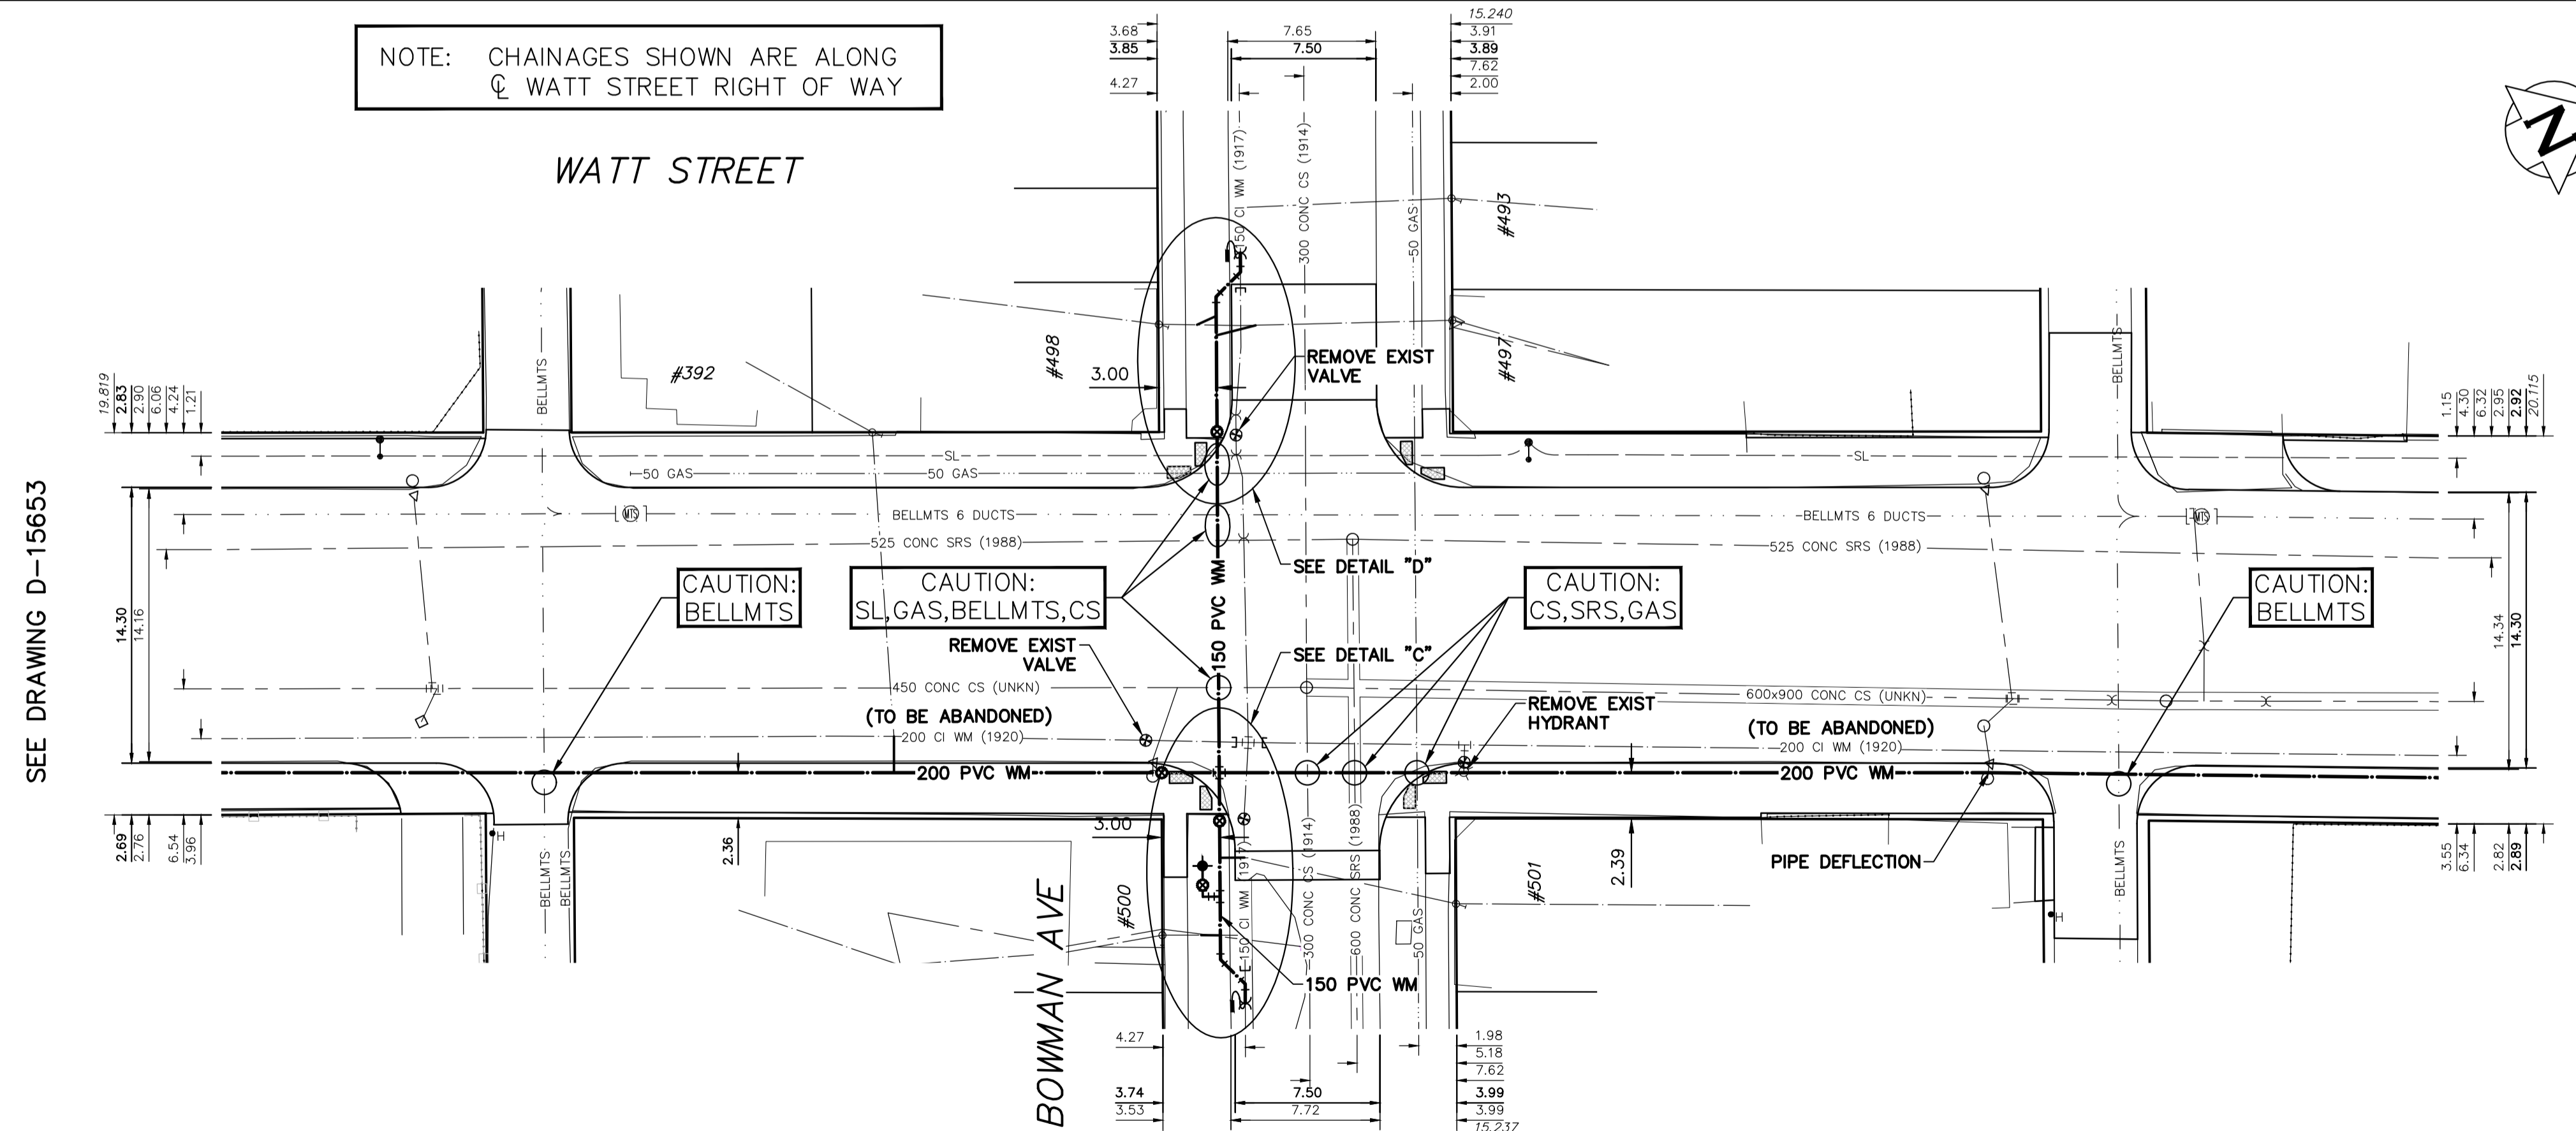 NOTE: CHAINAGES SHOWN ARE ALONG
℄ WATT STREET RIGHT OF WAY
WATT STREET
3.68
3.85
4.27
7.65
7.50
15.240
3.91
3.89
7.62
2.00
N
150 CI WM (1917)
300 CONC CS (1914)
50 GAS
#493
#497
#498
#392
3.00
REMOVE EXIST
VALVE
BELLMTS
BELLMTS
19.819
2.83
2.90
6.06
4.24
1.21
1.15
4.30
6.32
2.95
2.92
20.115
SL
SL
50 GAS
50 GAS
MTS
BELLMTS 6 DUCTS
BELLMTS 6 DUCTS
MTS
525 CONC SRS (1988)
525 CONC SRS (1988)
SEE DRAWING D-15653
SEE DETAIL "D"
CAUTION:
BELLMTS
CAUTION:
SL,GAS,BELLMTS,CS
CAUTION:
CS,SRS,GAS
CAUTION:
BELLMTS
14.30
14.16
14.34
14.30
150 PVC WM
REMOVE EXIST
VALVE
SEE DETAIL "C"
450 CONC CS (UNKN)
600x900 CONC CS (UNKN)
(TO BE ABANDONED)
REMOVE EXIST
HYDRANT
(TO BE ABANDONED)
200 CI WM (1920)
200 CI WM (1920)
200 PVC WM
200 PVC WM
3.00
H
2.69
2.76
6.54
3.96
2.36
2.39
PIPE DEFLECTION
3.55
6.34
2.82
2.89
BELLMTS
BELLMTS
BELLMTS
H
#500
#501
150 CI WM (1917)
300 CONC CS (1914)
600 CONC SRS (1988)
50 GAS
150 PVC WM
BOWMAN AVE
4.27
3.74
3.53
7.50
7.72
1.98
5.18
7.62
3.99
3.99
15.237